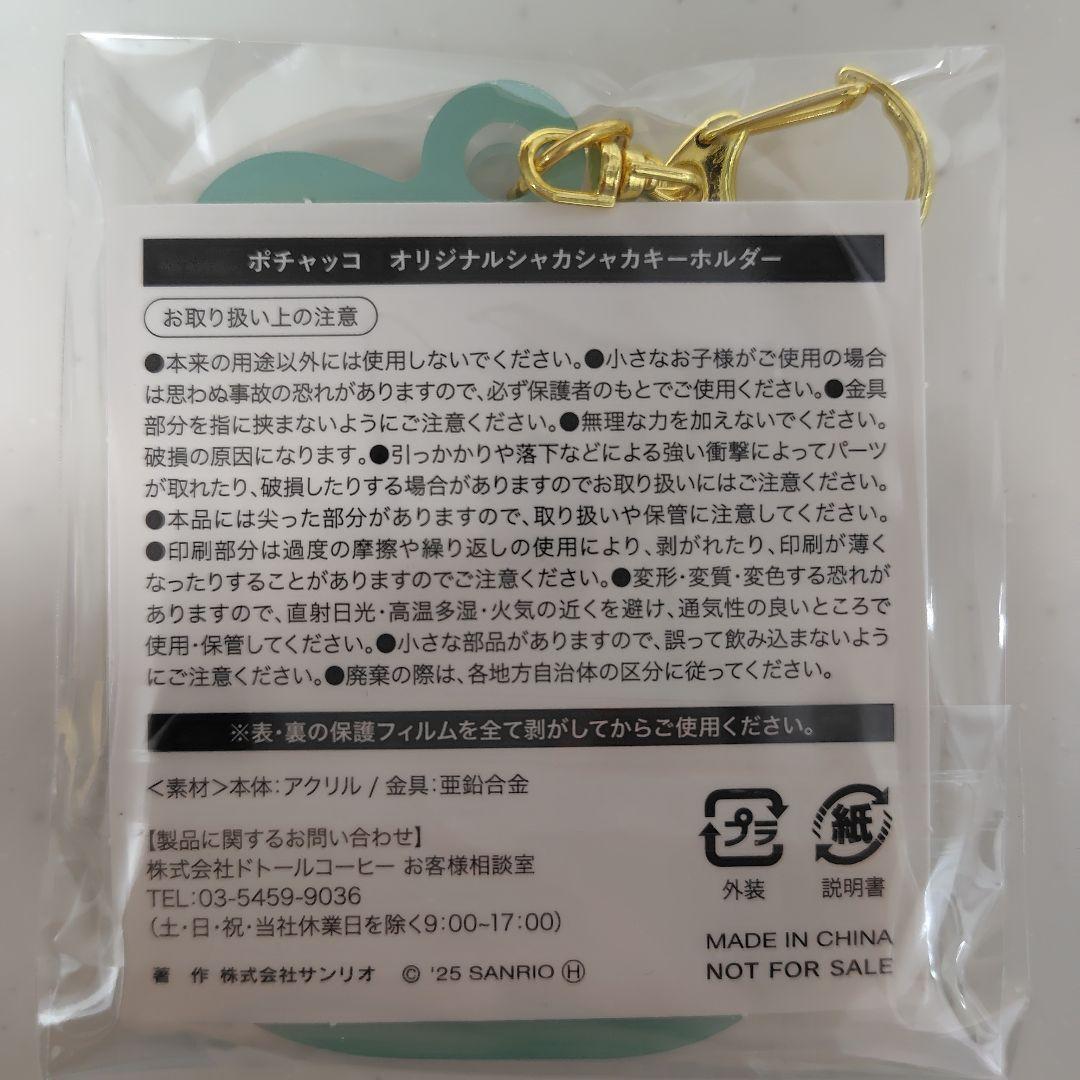 ポチャッコ　オリジナルシャカシャカキーホルダー
お取り扱い上の注意
●本来の用途以外には使用しないでください。●小さなお子様がご使用の場合
は思わぬ事故の恐れがありますので、必ず保護者のもとでご使用ください。●金具
部分を指に挟まないようにご注意ください。●無理な力を加えないでください。
破損の原因になります。●引っかかりや落下などによる強い衝撃によってパーツ
が取れたり、破損したりする場合がありますのでお取り扱いにはご注意ください。
●本品には尖った部分がありますので、取り扱いや保管に注意してください。
●印刷部分は過度の摩擦や繰り返しの使用により、剥がれたり、印刷が薄く
なったりすることがありますのでご注意ください。●変形・変質・変色する恐れが
ありますので、直射日光・高温多湿・火気の近くを避け、通気性の良いところで
使用・保管してください。●小さな部品がありますので、誤って飲み込まないよう
にご注意ください。●廃棄の際は、各地方自治体の区分に従ってください。
※表・裏の保護フィルムを全て剥がしてからご使用ください。
＜素材＞本体：アクリル / 金具：亜鉛合金
【製品に関するお問い合わせ】
株式会社ドトールコーヒー お客様相談室
TEL:03-5459-9036
（土・日・祝・当社休業日を除く9:00~17:00）
著　作 株式会社サンリオ　© '25 SANRIO Ⓗ
プラ
外装
紙
説明書
MADE IN CHINA
NOT FOR SALE